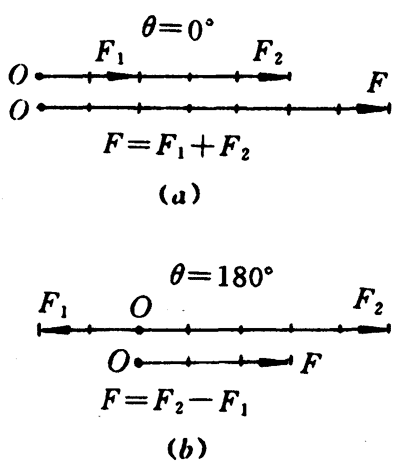 θ=0°
F₁ F₂
O
O F
F=F₁+F₂
(a)
θ=180°
F₁ O F₂
O F
F=F₂−F₁
(b)